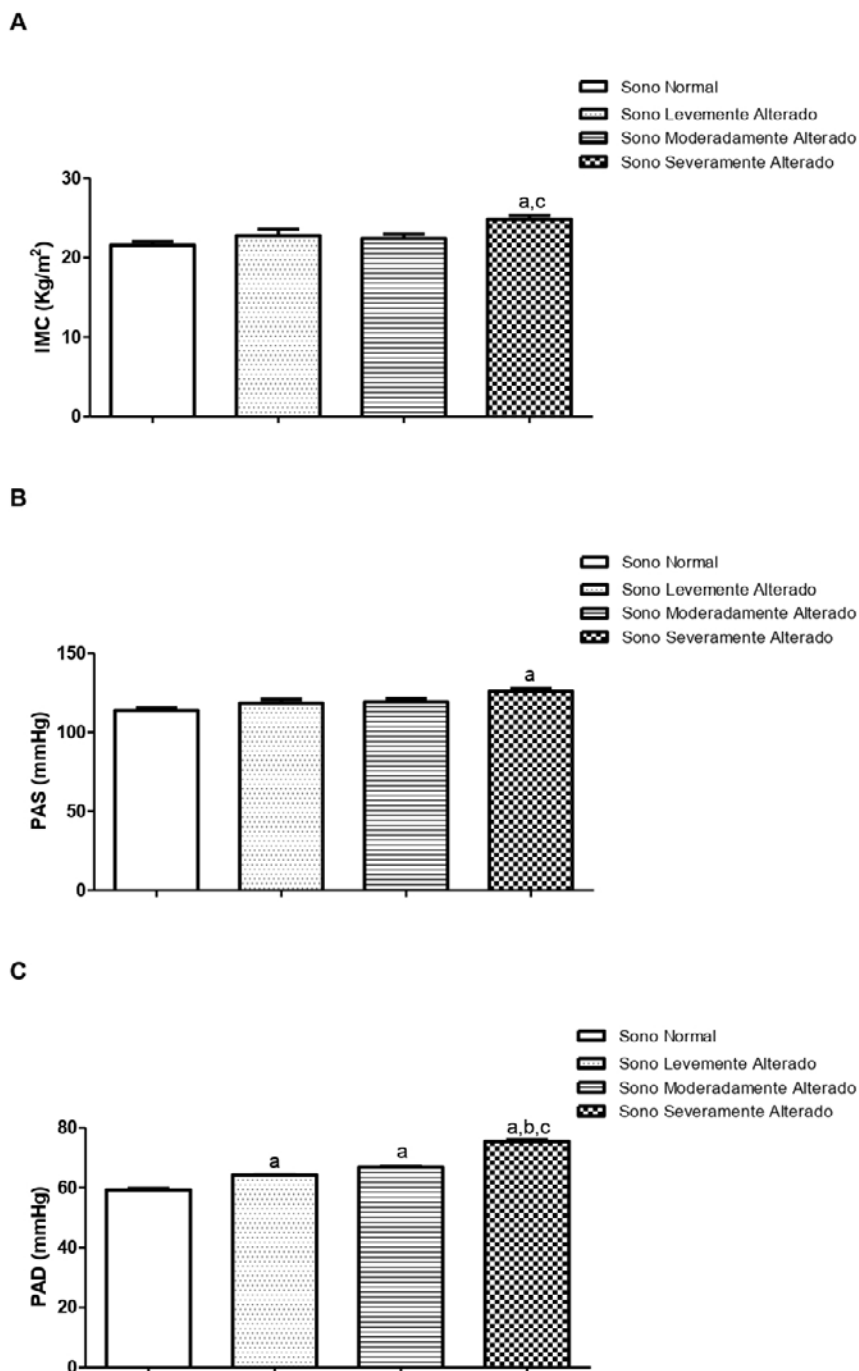 A
Sono Normal
Sono Levemente Alterado
Sono Moderadamente Alterado
Sono Severamente Alterado
30
20
10
0
IMC (Kg/m²)
a,c
B
Sono Normal
Sono Levemente Alterado
Sono Moderadamente Alterado
Sono Severamente Alterado
150
100
50
0
PAS (mmHg)
a
C
Sono Normal
Sono Levemente Alterado
Sono Moderadamente Alterado
Sono Severamente Alterado
80
60
40
20
0
PAD (mmHg)
a
a
a,b,c